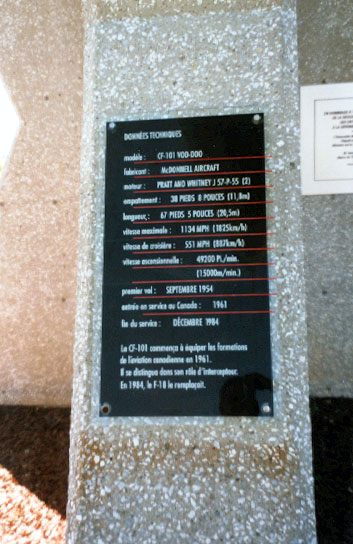 DONNÉES TECHNIQUES
modèle : CF-101 VOO-DOO
fabricant : McDONNELL AIRCRAFT
moteur : PRATT AND WHITNEY J 57-P-55 (2)
empattement : 38 PIEDS 8 POUCES (11,8m)
longueur : 67 PIEDS 5 POUCES (20,5m)
vitesse maximale : 1134 MPH (1825km/h)
vitesse de croisière : 551 MPH (887km/h)
vitesse ascensionnelle : 49200 Pi./min.
(15000m/min.)
premier vol : SEPTEMBRE 1954
entrée en service au Canada : 1961
fin du service : DÉCEMBRE 1984
Le CF-101 commença à équiper les formations
de l'aviation canadienne en 1961.
Il se distingua dans son rôle d'intercepteur.
En 1984, le F-18 le remplaçait.